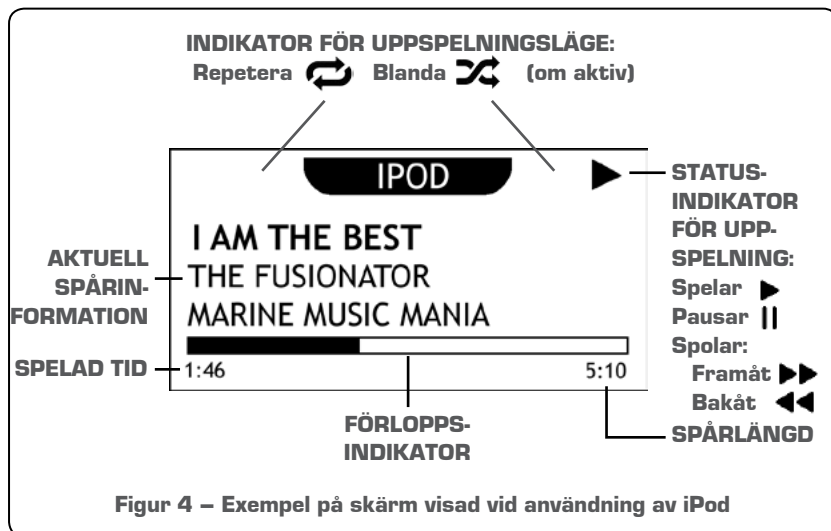 INDIKATOR FÖR UPPSPELNINGSLÄGE:
Repetera Blanda (om aktiv)
IPOD
I AM THE BEST
THE FUSIONATOR
MARINE MUSIC MANIA
1:46 5:10
AKTUELL
SPÅRIN-
FORMATION
SPELAD TID
FÖRLOPPS-
INDIKATOR
STATUS-
INDIKATOR
FÖR UPP-
SPELNING:
Spelar
Pausar
Spolar:
Framåt
Bakåt
SPÅRLÄNGD
Figur 4 – Exempel på skärm visad vid användning av iPod